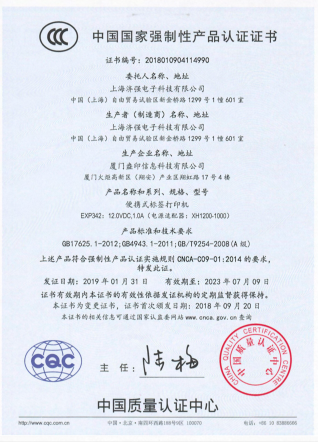 CCC
中国国家强制性产品认证证书
证书编号: 2018010904114990
委托人名称、地址
上海济强电子科技有限公司
中国（上海）自由贸易试验区新金桥路 1299 号 1 幢 601 室
生产者（制造商）名称、地址
上海济强电子科技有限公司
中国（上海）自由贸易试验区新金桥路 1299 号 1 幢 601 室
生产企业名称、地址
厦门盈印信息科技有限公司
厦门火炬高新区（翔安）产业区翔虹路 17 号 4 楼
产品名称和系列、规格、型号
便携式标签打印机
EXP342: 12.0VDC,1.0A（电源适配器: XH1200-1000）
产品标准和技术要求
GB17625.1-2012;GB4943.1-2011;GB/T9254-2008(A 级)
上述产品符合强制性产品认证实施规则 CNCA-C09-01:2014 的要求,
特发此证。
发证日期: 2019 年 01 月 31 日 有效期至: 2023 年 07 月 09 日
证书有效期内本证书的有效性依据发证机构的定期监督获得保持。
本证书为变更证书, 证书首次颁发日期: 2018 年 09 月 20 日
本证书的相关信息可通过国家认监委网站 www.cnca.gov.cn 查询
CQC
主 任:
陆梅
CHINA QUALITY CERTIFICATION CENTRE
中国质量认证中心
中国质量认证中心
http://www.cqc.com.cn
中国·北京·南四环西路188号9区 100070